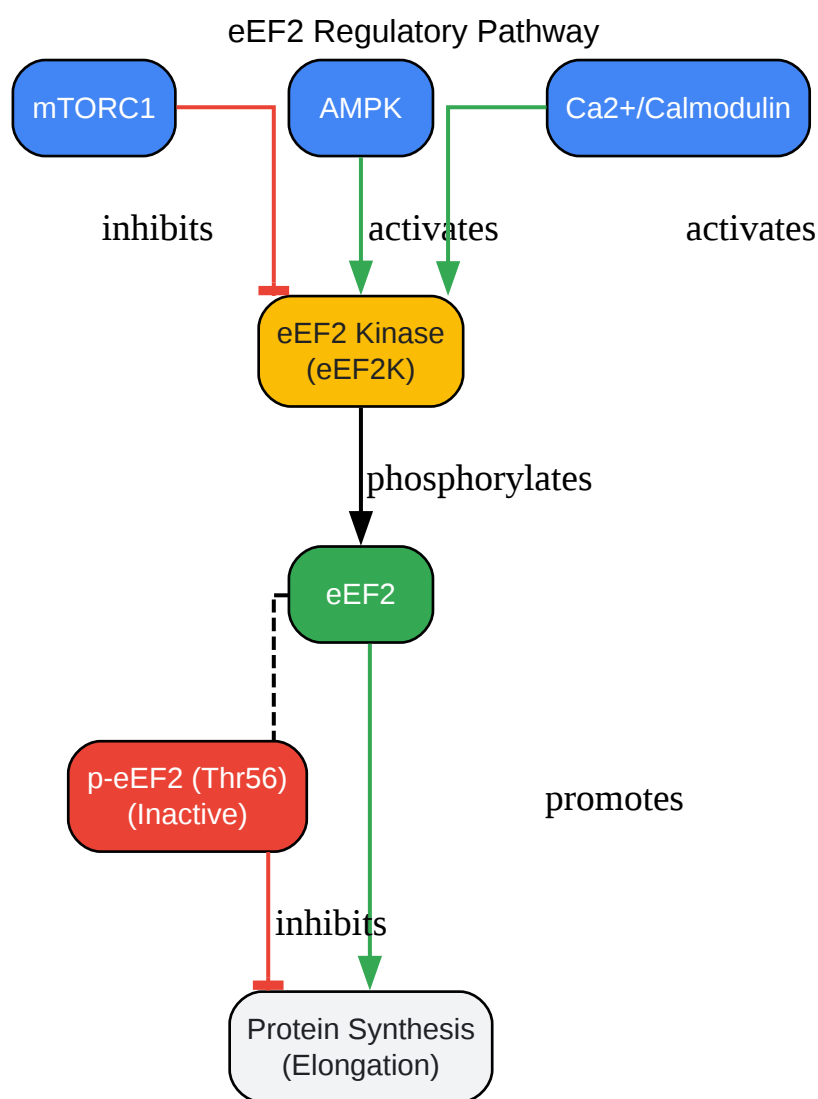 eEF2 Regulatory Pathway
mTORC1
AMPK
Ca2+/Calmodulin
inhibits
activates
activates
eEF2 Kinase
(eEF2K)
phosphorylates
eEF2
p-eEF2 (Thr56)
(Inactive)
promotes
inhibits
Protein Synthesis
(Elongation)